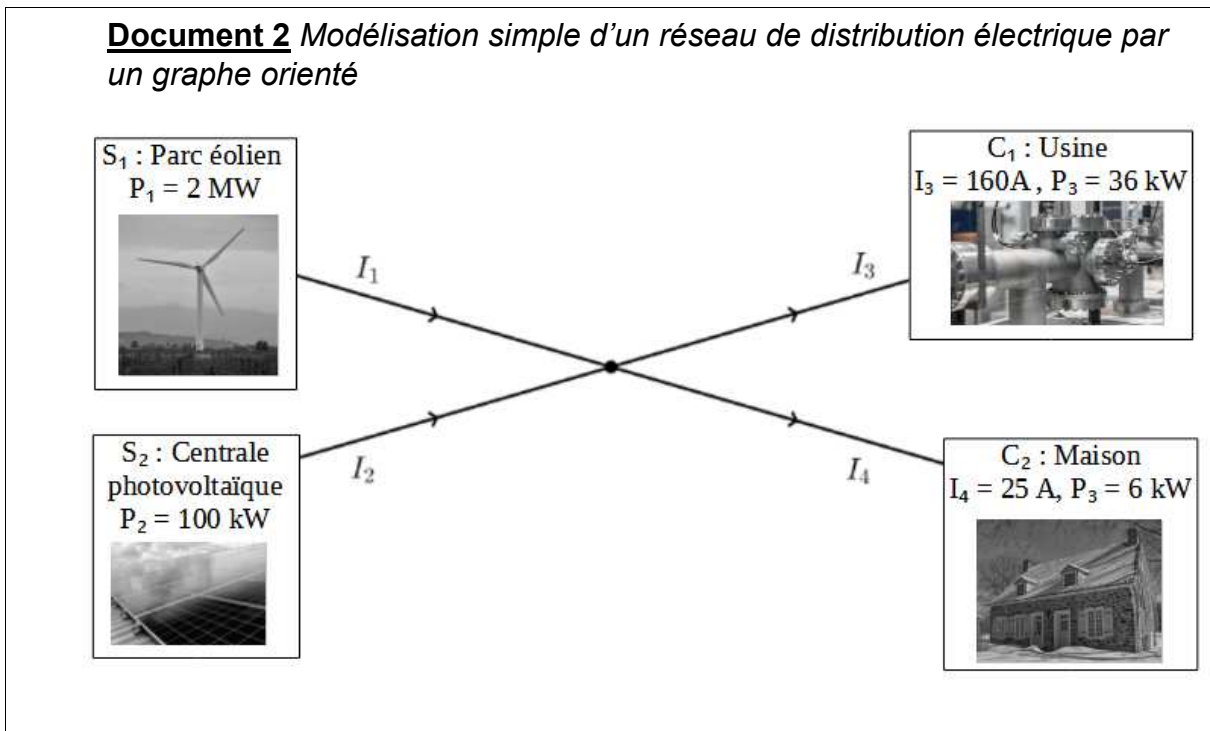 Document 2 Modélisation simple d’un réseau de distribution électrique par
un graphe orienté
S₁ : Parc éolien
P₁ = 2 MW
I₁
S₂ : Centrale
photovoltaïque
P₂ = 100 kW
I₂
C₁ : Usine
I₃ = 160A , P₃ = 36 kW
I₃
C₂ : Maison
I₄ = 25 A, P₃ = 6 kW
I₄